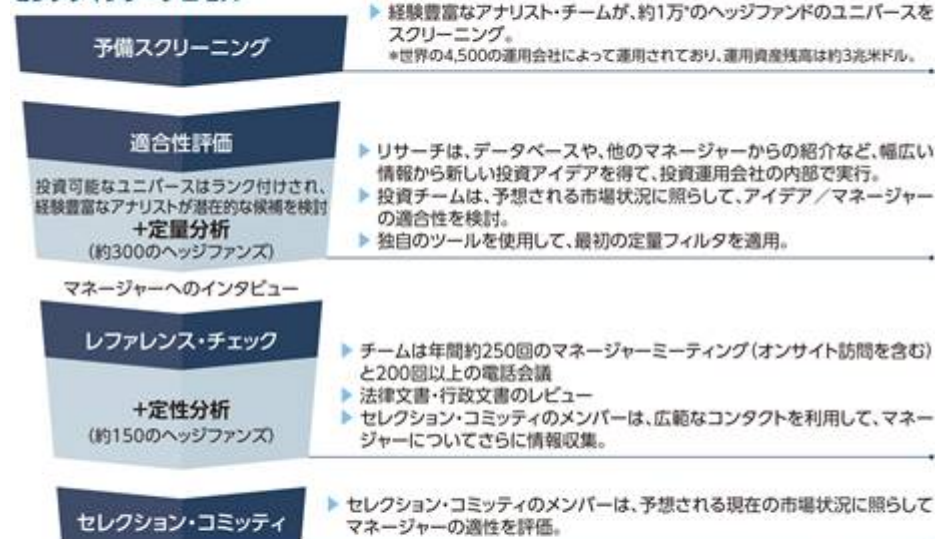 予備スクリーニング
▶ 経験豊富なアナリスト・チームが、約1万*のヘッジファンドのユニバースを
スクリーニング。
*世界の4,500の運用会社によって運用されており、運用資産残高は約3兆米ドル。
適合性評価
投資可能なユニバースはランク付けされ、
経験豊富なアナリストが潜在的な候補を検討
+定量分析
(約300のヘッジファンズ)
▶ リサーチは、データベースや、他のマネージャーからの紹介など、幅広い
情報から新しい投資アイデアを得て、投資運用会社の内部で実行。
▶ 投資チームは、予想される市場状況に照らして、アイデア／マネージャー
の適合性を検討。
▶ 独自のツールを使用して、最初の定量フィルタを適用。
マネージャーへのインタビュー
レファレンス・チェック
+定性分析
(約150のヘッジファンズ)
▶ チームは年間約250回のマネージャーミーティング(オンサイト訪問を含む)
と200回以上の電話会議
▶ 法律文書・行政文書のレビュー
▶ セレクション・コミッティのメンバーは、広範なコンタクトを利用して、マネー
ジャーについてさらに情報収集。
セレクション・コミッティ
▶ セレクション・コミッティのメンバーは、予想される現在の市場状況に照らして
マネージャーの適性を評価。